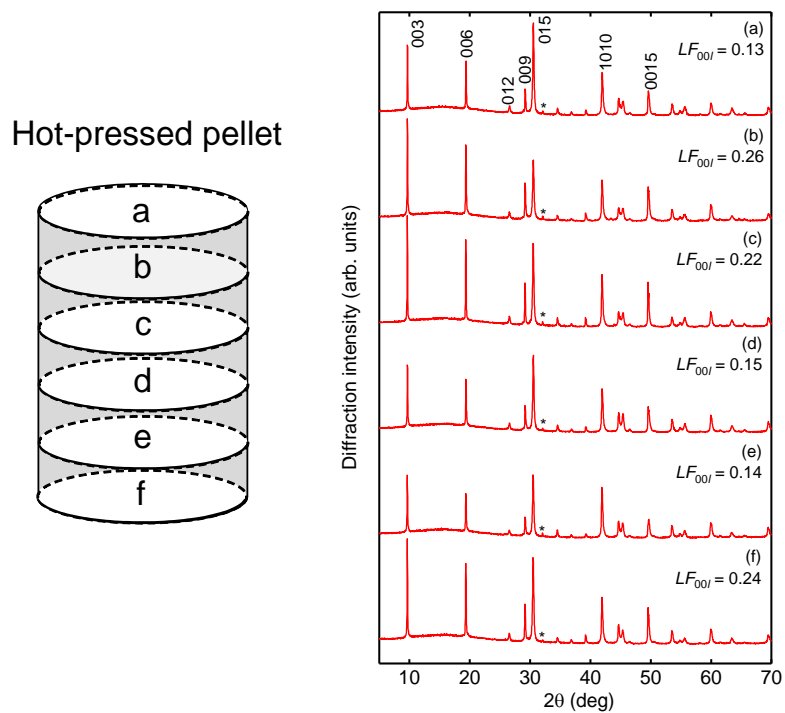 Hot-pressed pellet
a
b
c
d
e
f
Diffraction intensity (arb. units)
003
006
012
009
015
1010
0015
*
(a)
LF00l = 0.13
(b)
LF00l = 0.26
*
(c)
LF00l = 0.22
*
(d)
LF00l = 0.15
*
(e)
LF00l = 0.14
*
(f)
LF00l = 0.24
*
10 20 30 40 50 60 70
2θ (deg)